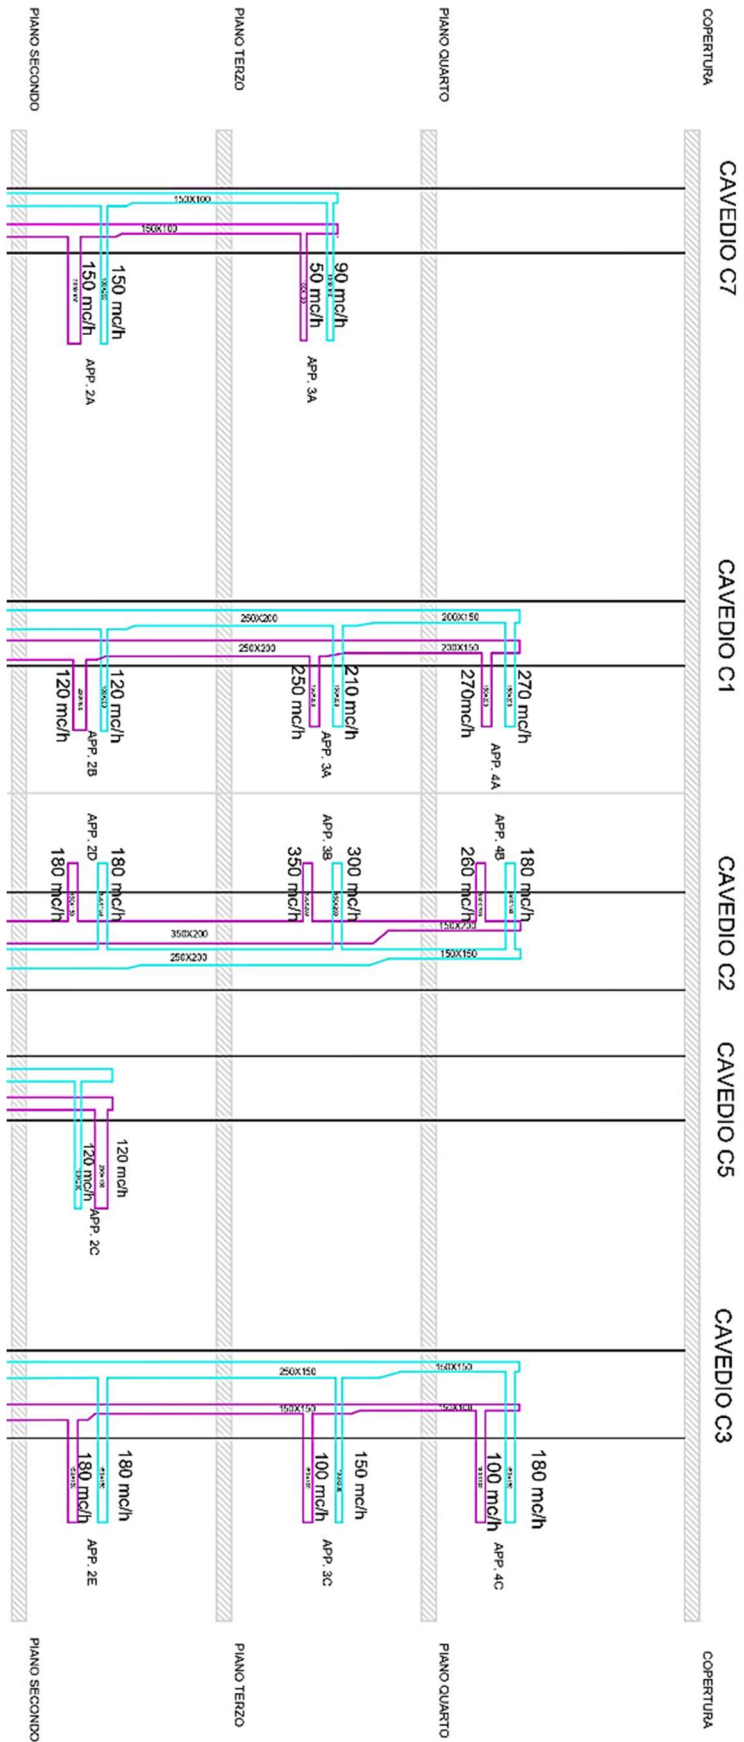 CAVEDIO C7
CAVEDIO C1
CAVEDIO C2
CAVEDIO C5
CAVEDIO C3
COPERTURA
COPERTURA
PIANO QUARTO
200X150
200X150
270 mc/h
270mc/h
APP. 4A
APP. 4B
180 mc/h
260 mc/h
150X200
150X150
150X150
150X100
180 mc/h
100 mc/h
APP. 4C
PIANO QUARTO
PIANO TERZO
90 mc/h
50 mc/h
APP. 3A
250X200
250X200
210 mc/h
250 mc/h
APP. 3A
APP. 3B
300 mc/h
350 mc/h
250X150
150X150
150 mc/h
100 mc/h
APP. 3C
PIANO TERZO
PIANO SECONDO
150X100
150X100
150 mc/h
150 mc/h
APP. 2A
120 mc/h
120 mc/h
APP. 2B
APP. 2D
180 mc/h
180 mc/h
350X200
250X200
120 mc/h
120 mc/h
APP. 2C
180 mc/h
180 mc/h
APP. 2E
PIANO SECONDO